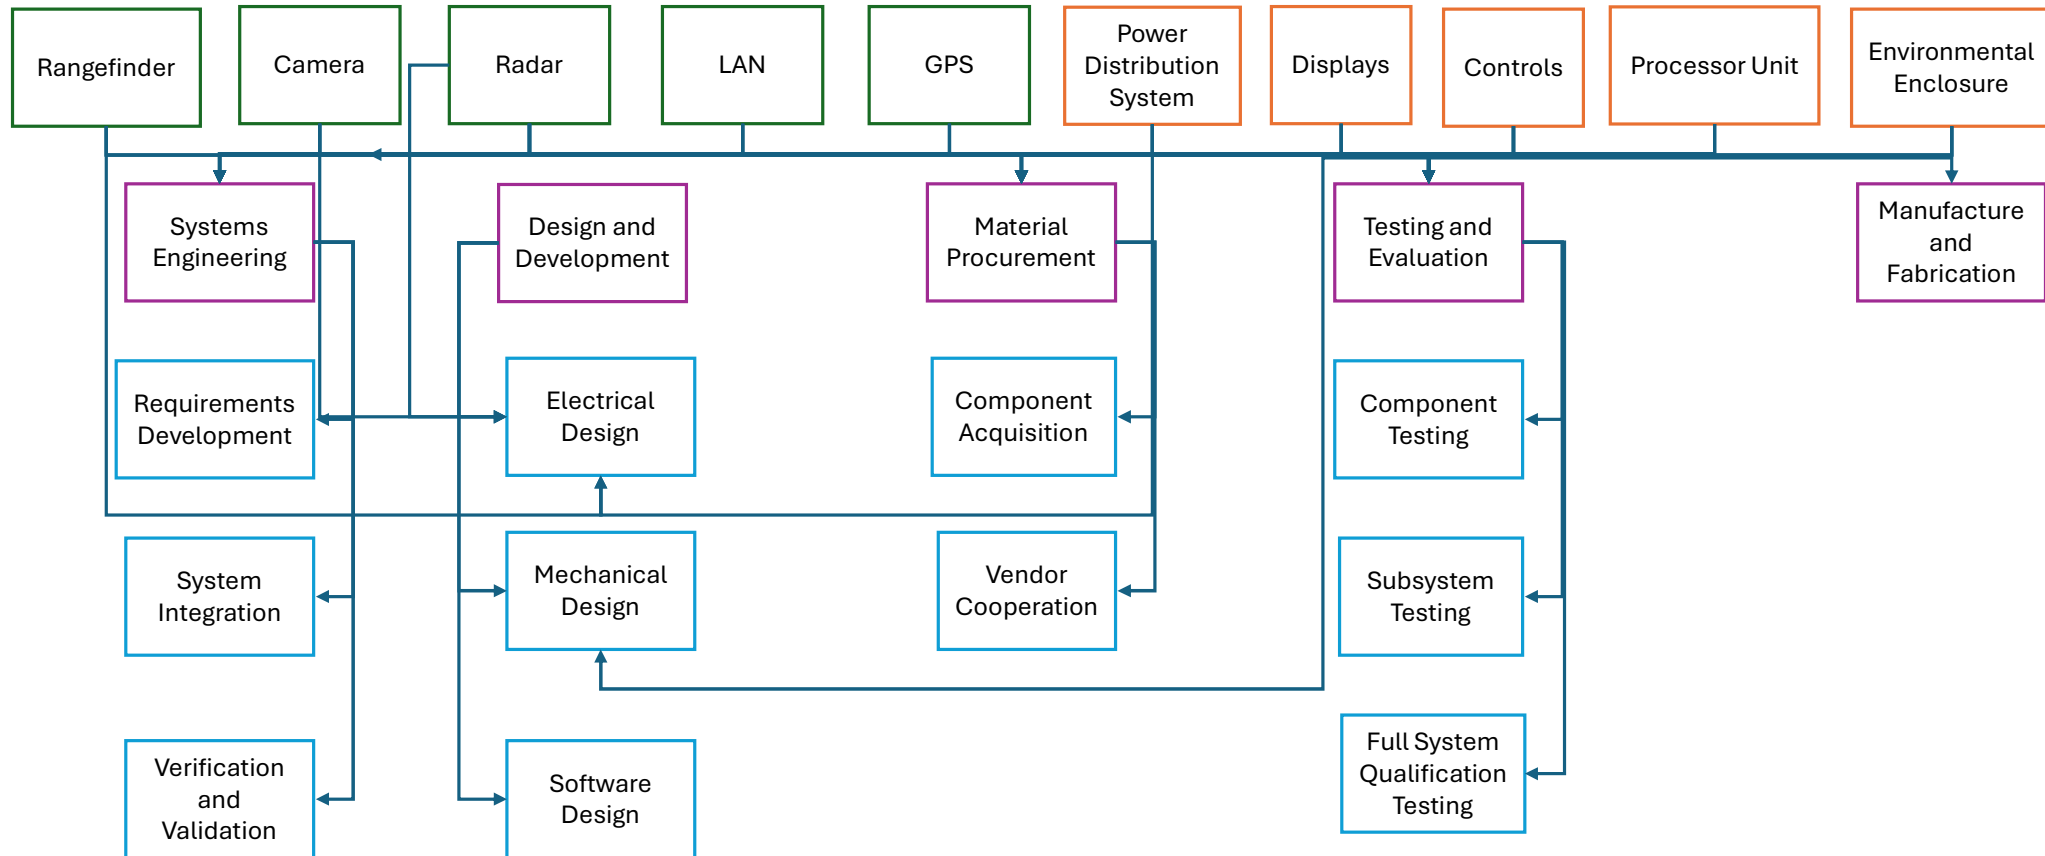 Rangefinder
Camera
Radar
LAN
GPS
Power
Distribution
System
Displays
Controls
Processor Unit
Environmental
Enclosure
Systems
Engineering
Design and
Development
Material
Procurement
Testing and
Evaluation
Manufacture
and
Fabrication
Requirements
Development
Electrical
Design
Component
Acquisition
Component
Testing
System
Integration
Mechanical
Design
Vendor
Cooperation
Subsystem
Testing
Verification
and
Validation
Software
Design
Full System
Qualification
Testing